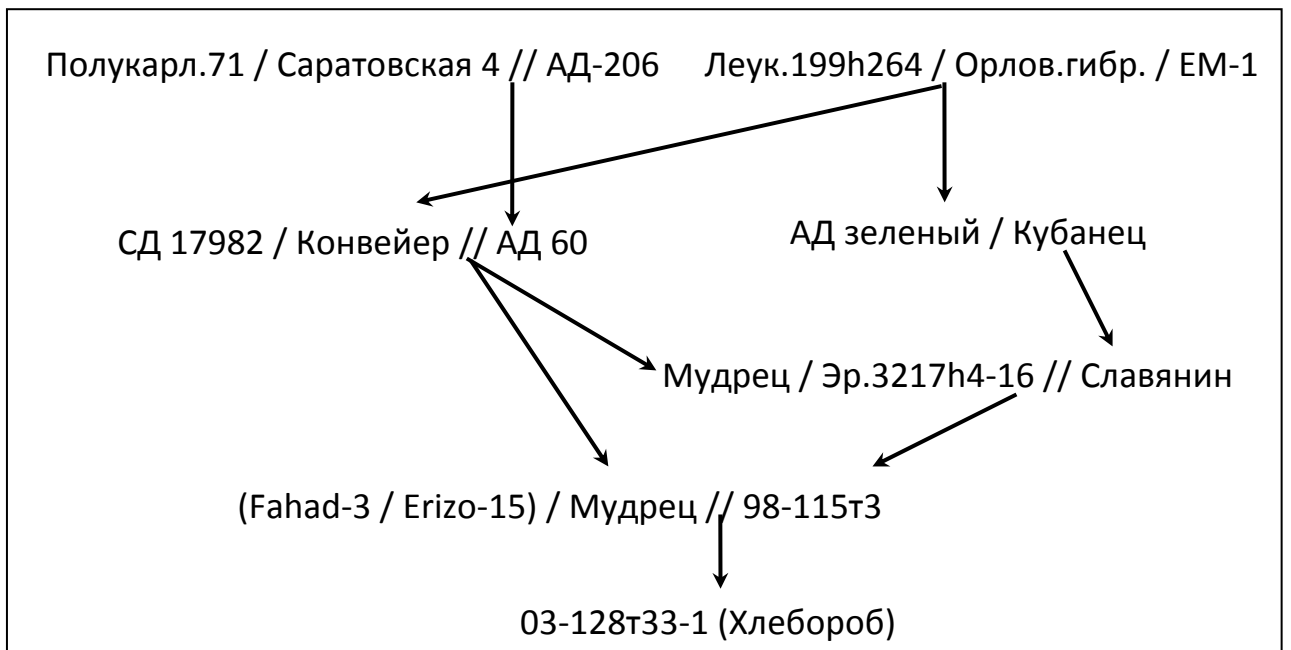 Полукарл.71 / Саратовская 4 // АД-206 Леук.199h264 / Орлов.гибр. / ЕМ-1
СД 17982 / Конвейер // АД 60 АД зеленый / Кубанец
Мудрец / Эр.3217h4-16 // Славянин
(Fahad-3 / Erizo-15) / Мудрец // 98-115т3
03-128т33-1 (Хлебороб)